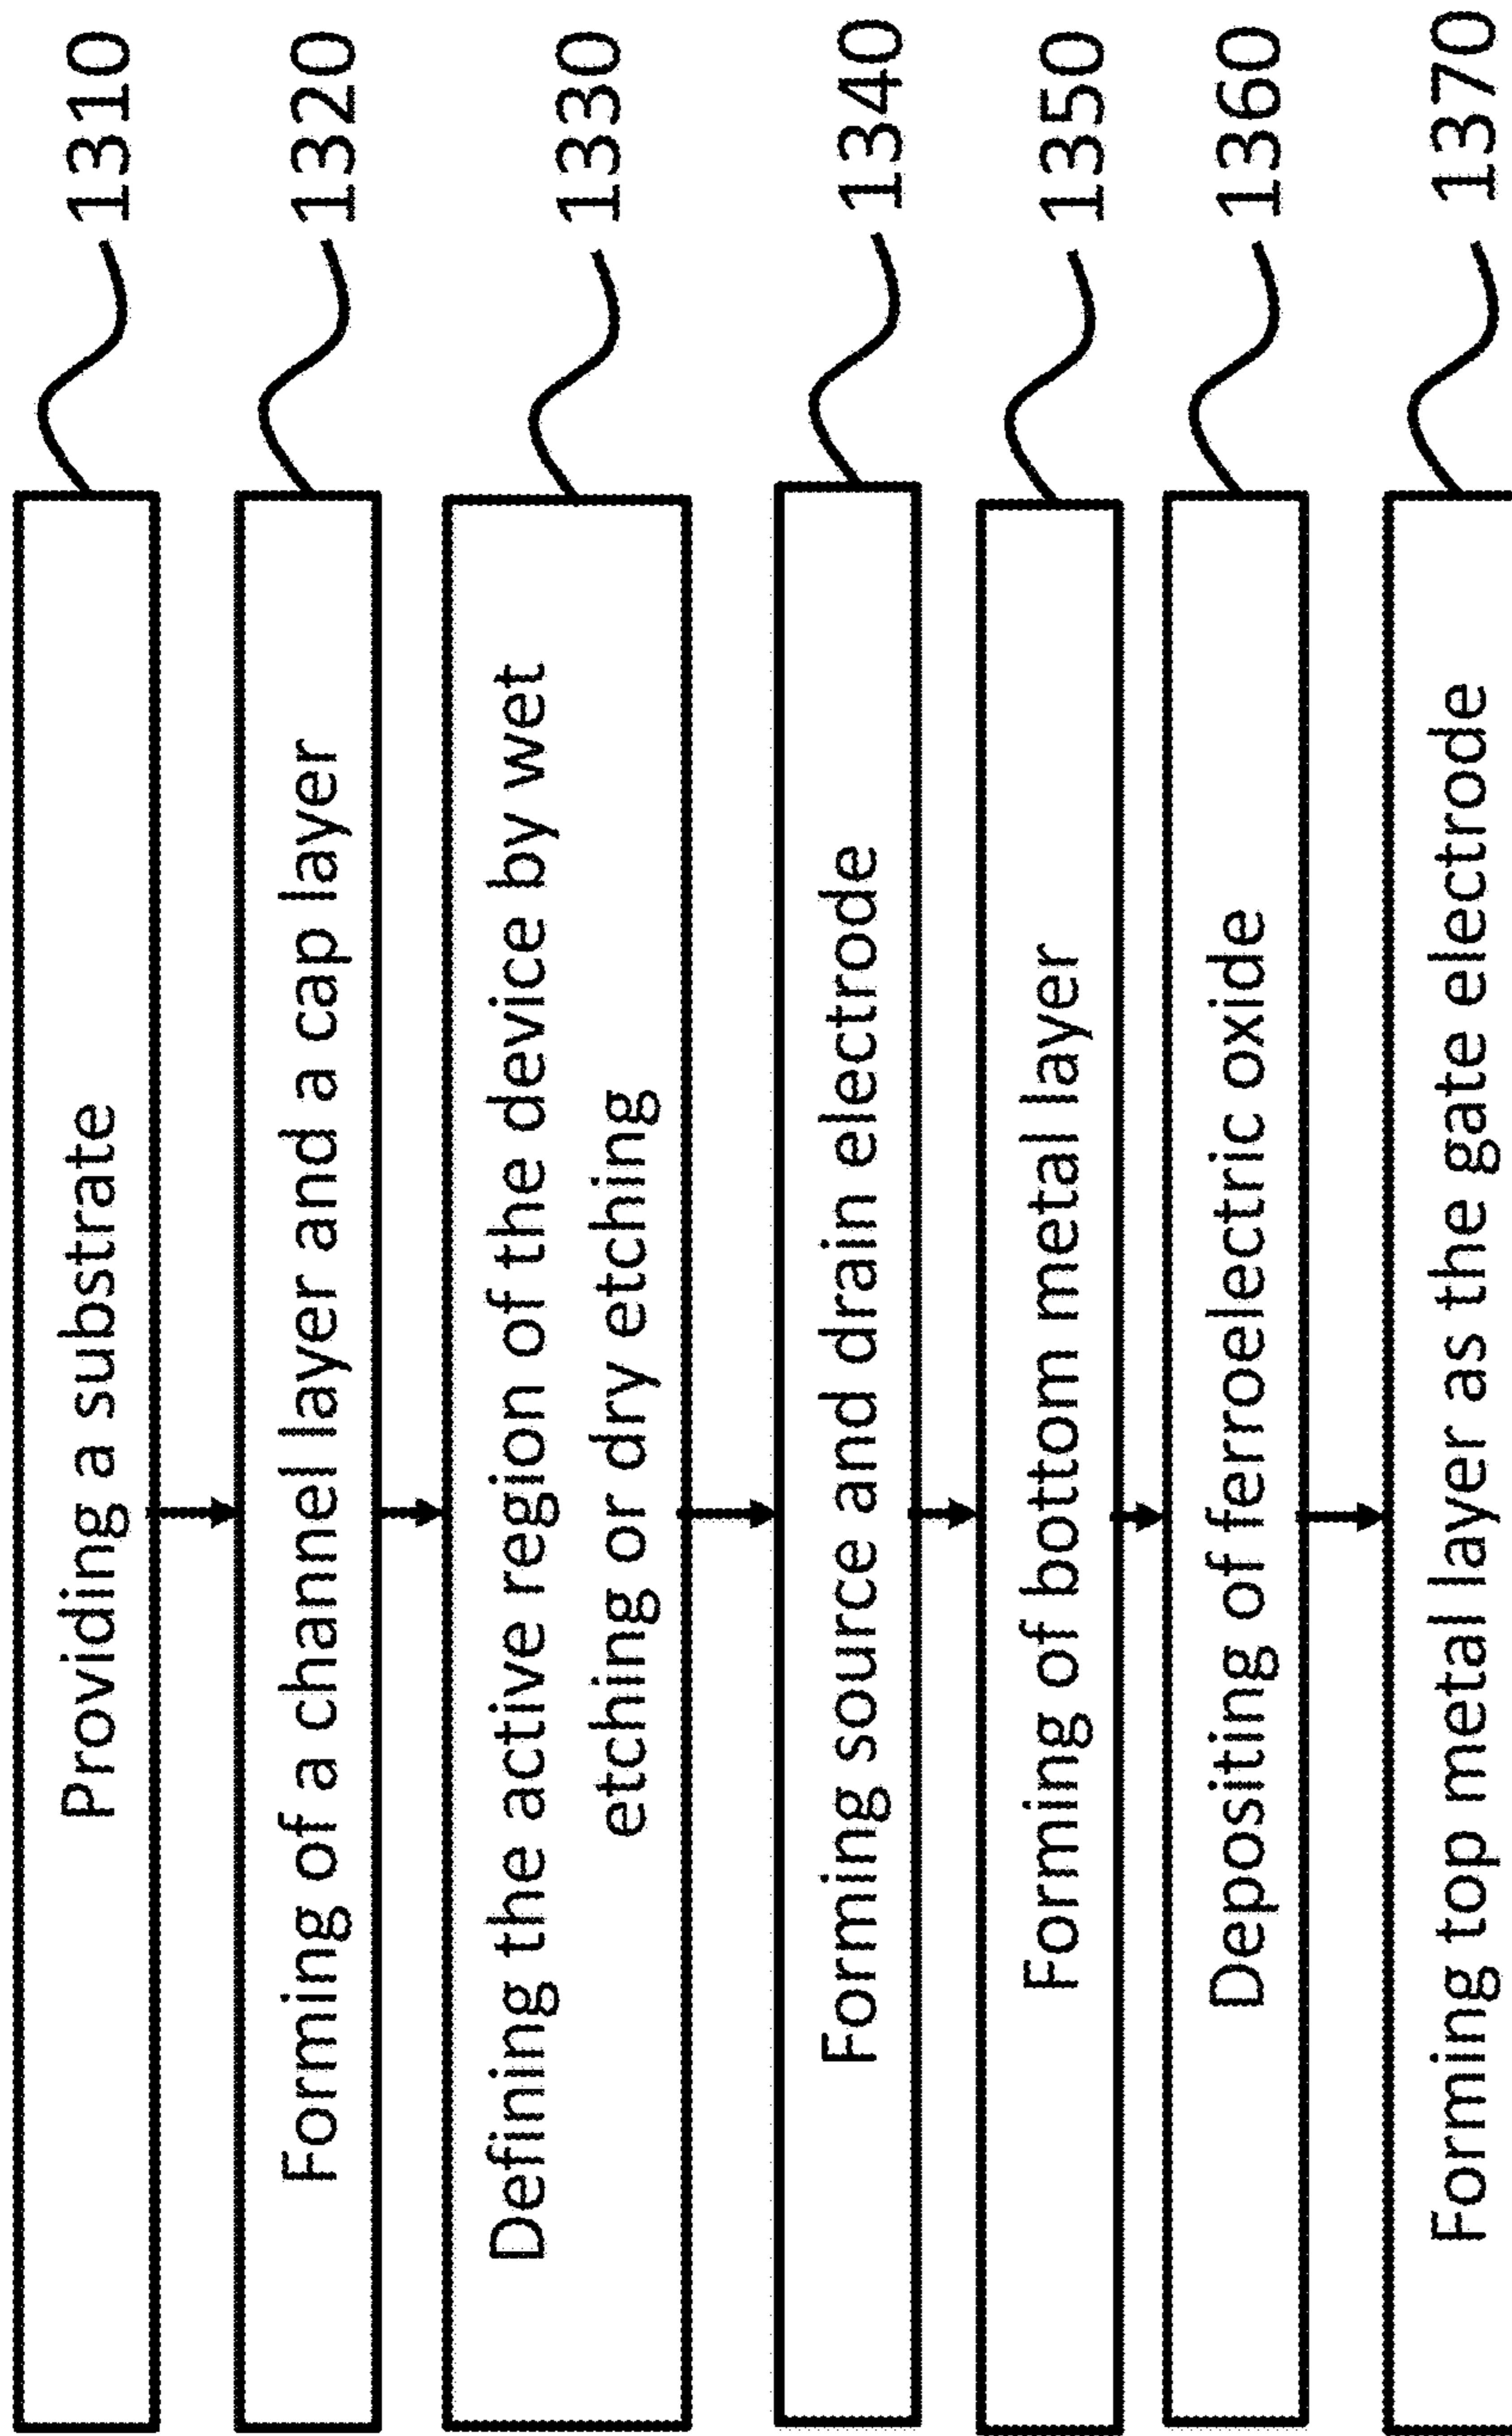 Providing a substrate
1310
Forming of a channel layer and a cap layer
1320
Defining the active region of the device by wet
etching or dry etching
1330
Forming source and drain electrode
1340
Forming of bottom metal layer
1350
Depositing of ferroelectric oxide
1360
Forming top metal layer as the gate electrode
1370